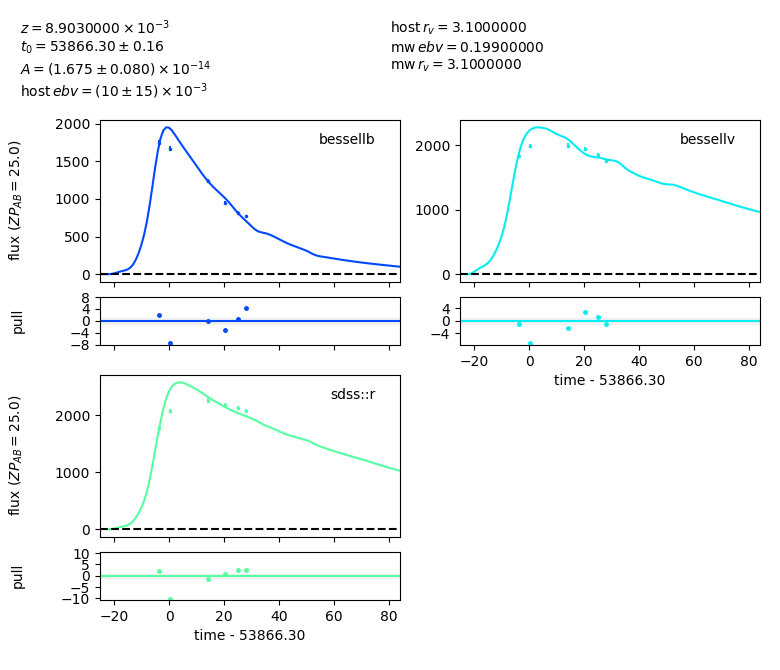 z = 8.9030000 × 10⁻³
t₀ = 53866.30 ± 0.16
A = (1.675 ± 0.080) × 10⁻¹⁴
host ebv = (10 ± 15) × 10⁻³
host r_v = 3.1000000
mw ebv = 0.19900000
mw r_v = 3.1000000
flux (ZP_AB = 25.0)
2000
1500
1000
500
0
bessellb
2000
1000
0
bessellv
pull
8
4
0
−4
−8
4
0
−4
−20 0 20 40 60 80
time - 53866.30
flux (ZP_AB = 25.0)
2000
1000
0
sdss::r
pull
10
5
0
−5
−10
−20 0 20 40 60 80
time - 53866.30